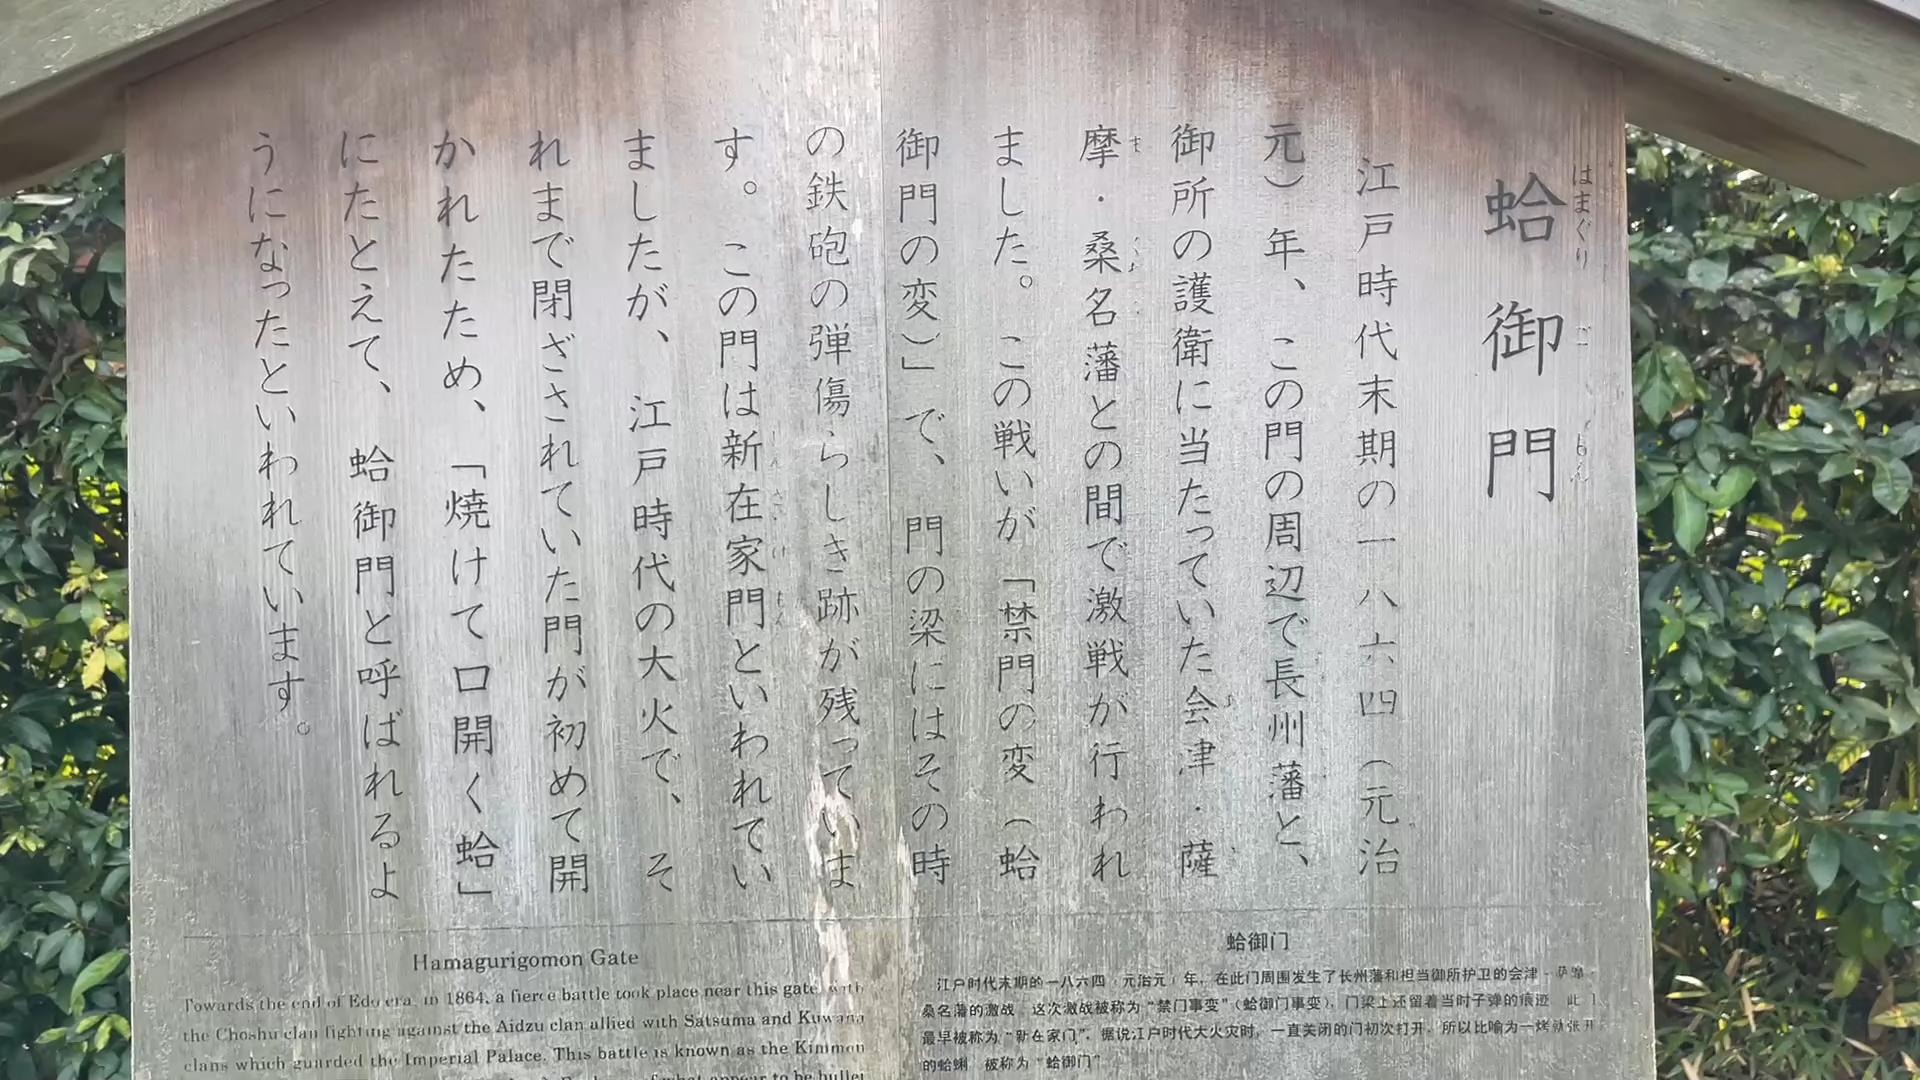 蛤御門
はまぐりごもん
江戸時代末期の一八六四（元治
元）年、この門の周辺で長州藩と、
御所の護衛に当たっていた会津・薩
摩・桑名藩との間で激戦が行われ
ました。この戦いが「禁門の変（蛤
御門の変）」で、門の梁にはその時
の鉄砲の弾傷らしき跡が残っていま
す。この門は新在家門といわれてい
ましたが、江戸時代の大火で、そ
れまで閉ざされていた門が初めて開
かれたため、「焼けて口開く蛤」
にたとえて、蛤御門と呼ばれるよ
うになったといわれています。
Hamagurigomon Gate
Towards the end of Edo era, in 1864, a fierce battle took place near this gate, with
the Choshu clan fighting against the Aidzu clan allied with Satsuma and Kuwana
clans which guarded the Imperial Palace. This battle is known as the Kimmon
of what appear to be bullet
蛤御门
江户时代末期的一八六四（元治元）年，在此门周围发生了长州藩和担当御所护卫的会津・萨摩・
桑名藩的激战。这次激战被称为“禁门事变”（蛤御门事变），门梁上还留着当时子弹的痕迹。此门
最早被称为“新在家门”，据说江户时代大火灾时，一直关闭的门初次打开，所以比喻为一烤就张开
的蛤蜊，被称为“蛤御门”